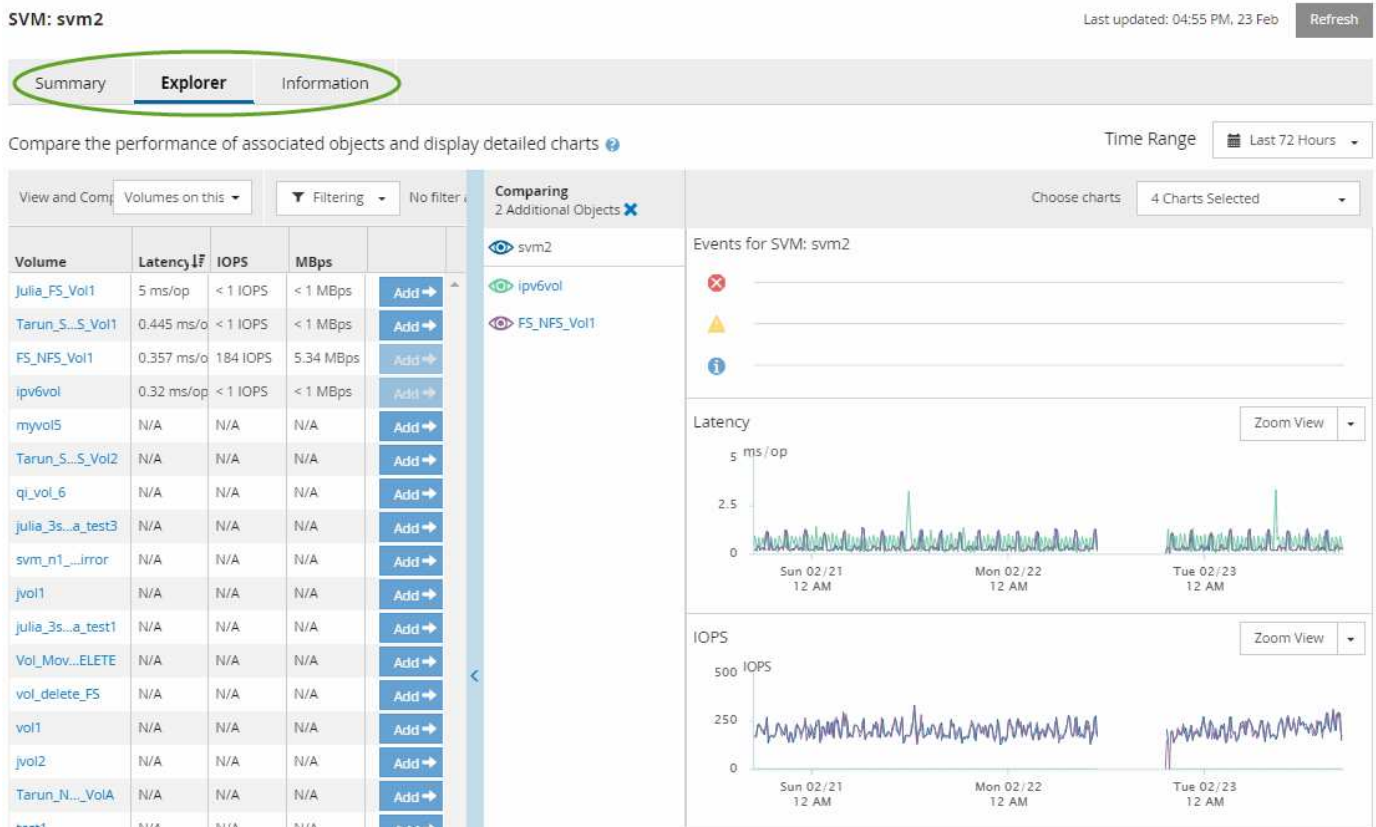 SVM: svm2
Last updated: 04:55 PM, 23 Feb Refresh
Summary Explorer Information
Compare the performance of associated objects and display detailed charts ?
Time Range Last 72 Hours
View and Comp Volumes on this Filtering No filter
Volume Latency IOPS MBps
Julia_FS_Vol1 5 ms/op < 1 IOPS < 1 MBps Add
Tarun_S...S_Vol1 0.445 ms/o < 1 IOPS < 1 MBps Add
FS_NFS_Vol1 0.357 ms/o 184 IOPS 5.34 MBps Add
ipv6vol 0.32 ms/op < 1 IOPS < 1 MBps Add
myvol5 N/A N/A N/A Add
Tarun_S...S_Vol2 N/A N/A N/A Add
qi_vol_6 N/A N/A N/A Add
julia_3s...a_test3 N/A N/A N/A Add
svm_n1_...irror N/A N/A N/A Add
jvol1 N/A N/A N/A Add
julia_3s...a_test1 N/A N/A N/A Add
Vol_Mov...ELETE N/A N/A N/A Add
vol_delete_FS N/A N/A N/A Add
vol1 N/A N/A N/A Add
jvol2 N/A N/A N/A Add
Tarun_N..._VolA N/A N/A N/A Add
Comparing
2 Additional Objects
svm2
ipv6vol
FS_NFS_Vol1
Choose charts 4 Charts Selected
Events for SVM: svm2
Latency Zoom View
5 ms/op
2.5
0
Sun 02/21 Mon 02/22 Tue 02/23
12 AM 12 AM 12 AM
IOPS Zoom View
500 IOPS
250
0
Sun 02/21 Mon 02/22 Tue 02/23
12 AM 12 AM 12 AM